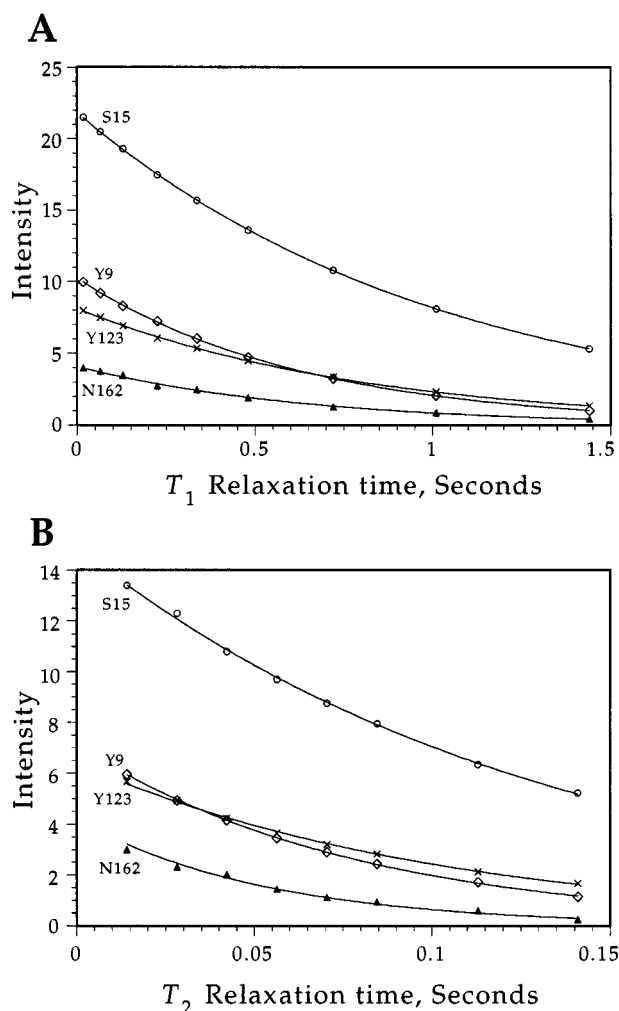 A
25
20
15
10
5
0
Intensity
S15
Y9
Y123
N162
0 0.5 1 1.5
T1 Relaxation time, Seconds
B
14
12
10
8
6
4
2
0
Intensity
S15
Y9
Y123
N162
0 0.05 0.1 0.15
T2 Relaxation time, Seconds